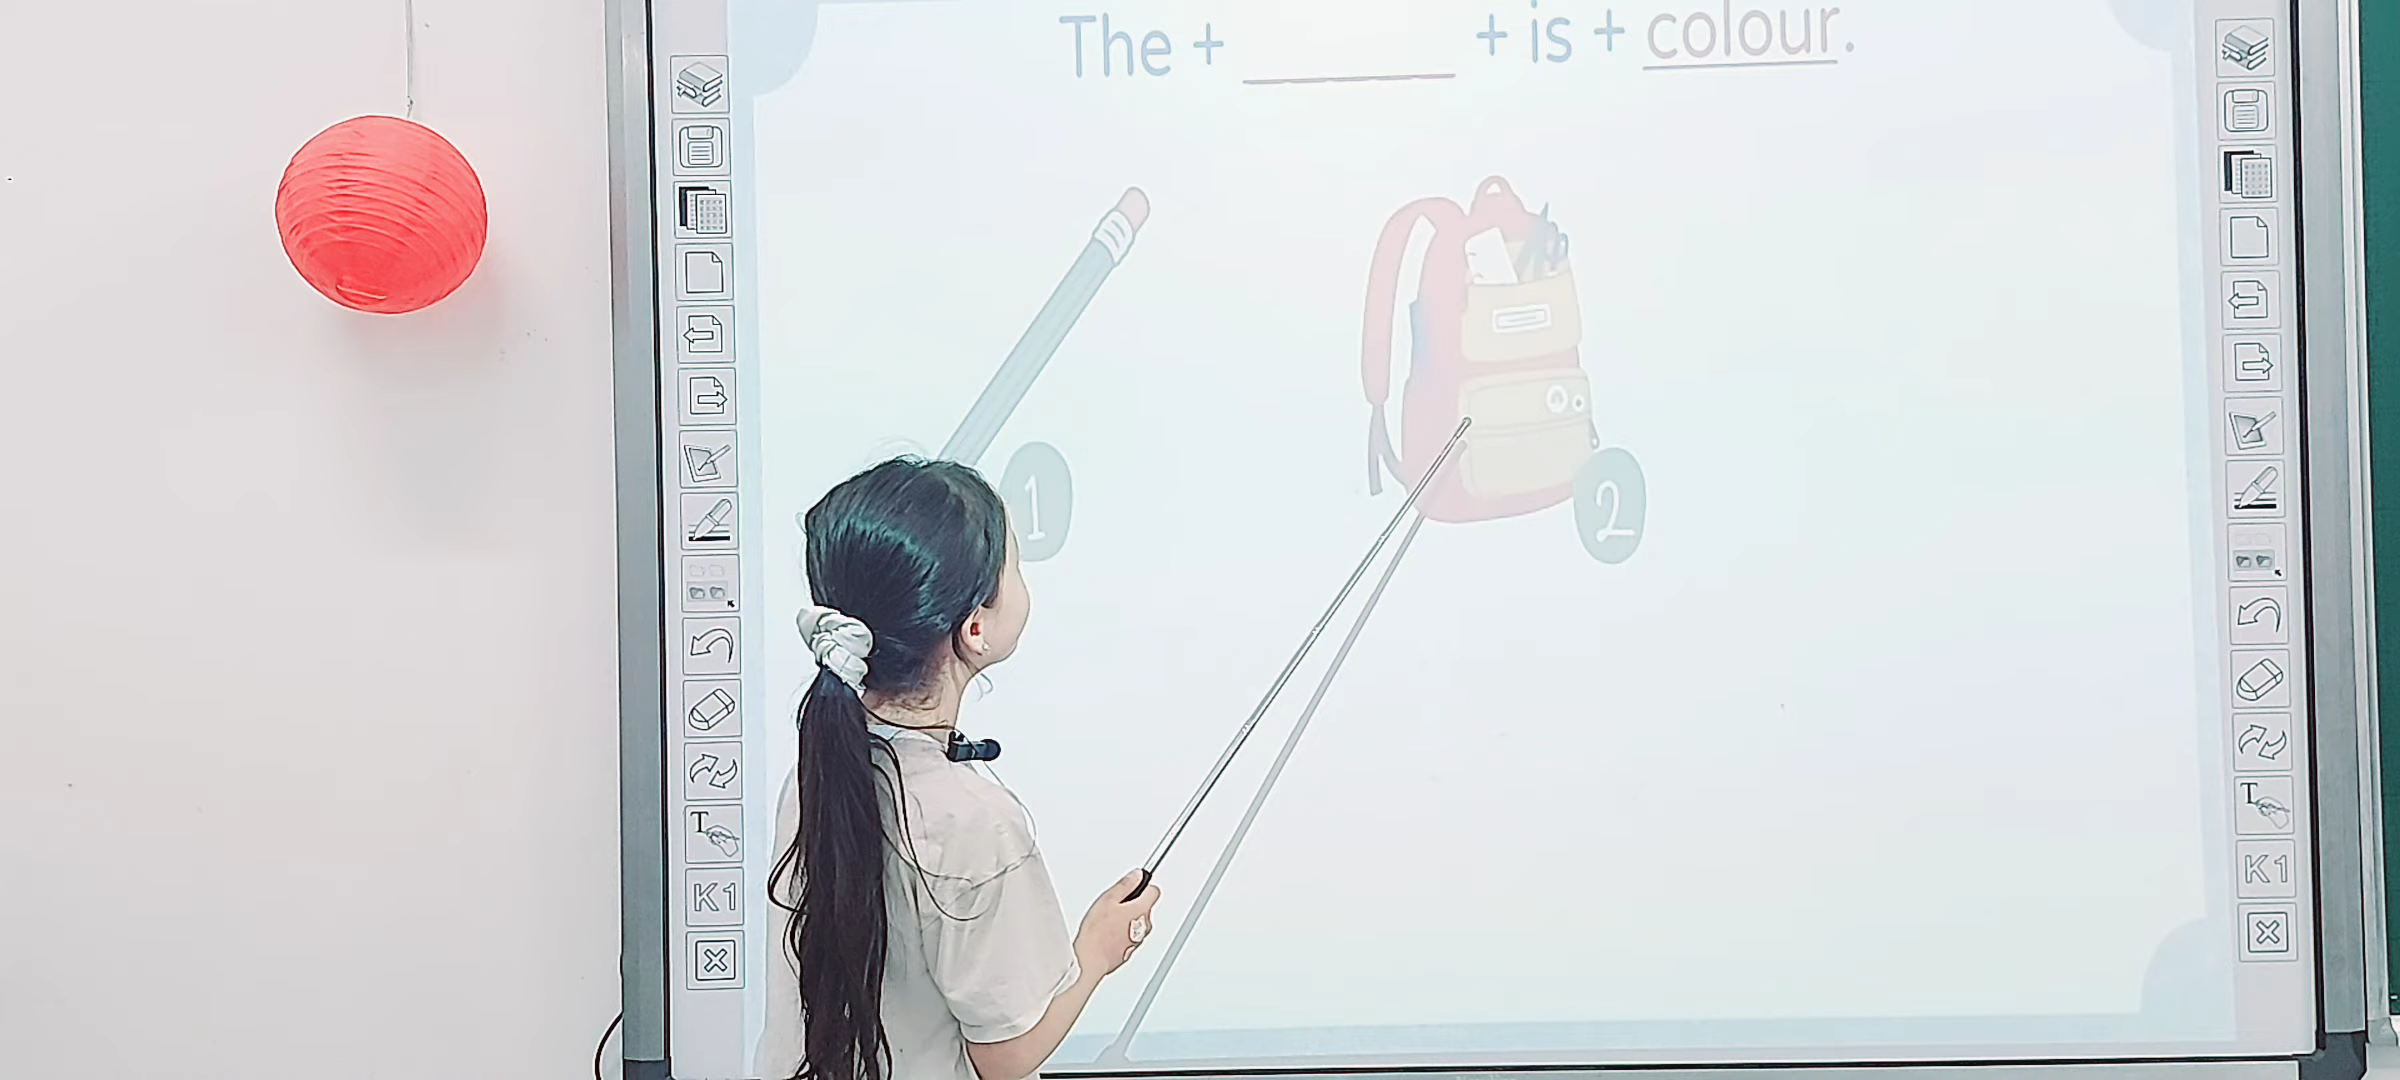 The + ______ + is + colour.
1
2
T
K1
T
K1